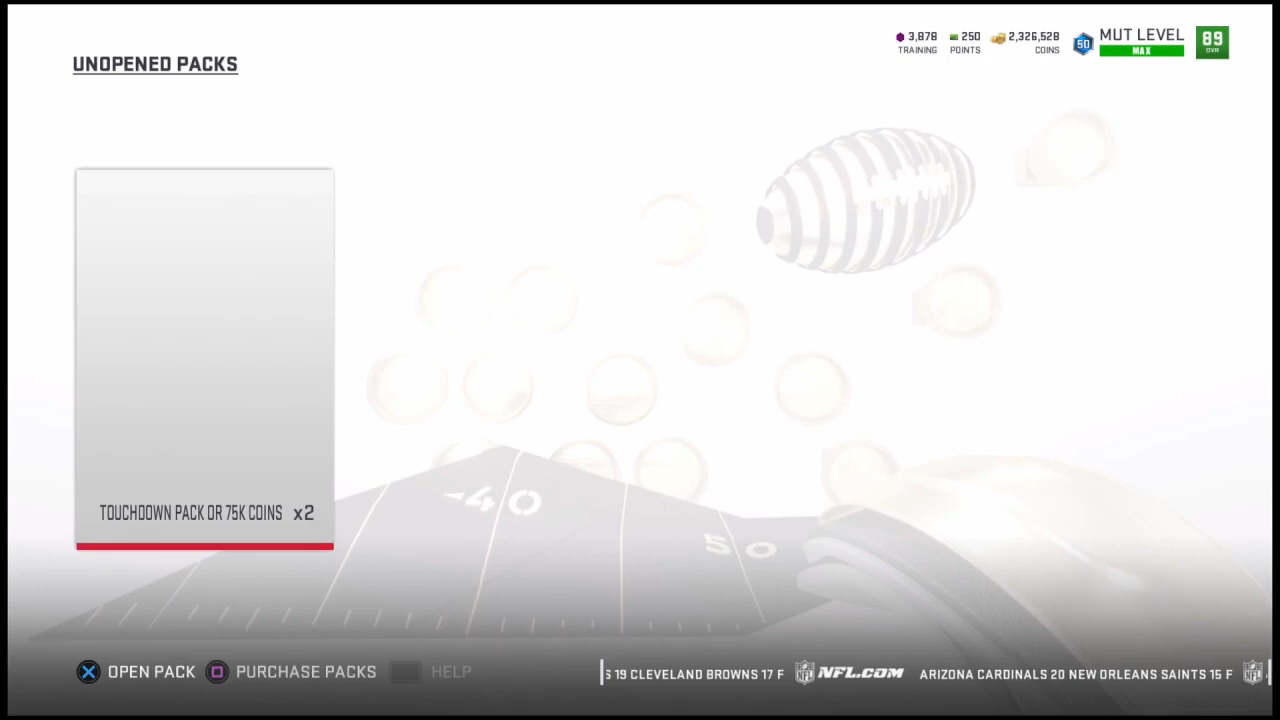 UNOPENED PACKS
3,878 TRAINING
250 POINTS
2,326,528 COINS
50
MUT LEVEL
MAX
89
OVR
40
50
TOUCHDOWN PACK OR 75K COINS x2
OPEN PACK PURCHASE PACKS HELP
S 19 CLEVELAND BROWNS 17 F NFL NFL.COM ARIZONA CARDINALS 20 NEW ORLEANS SAINTS 15 F NFL